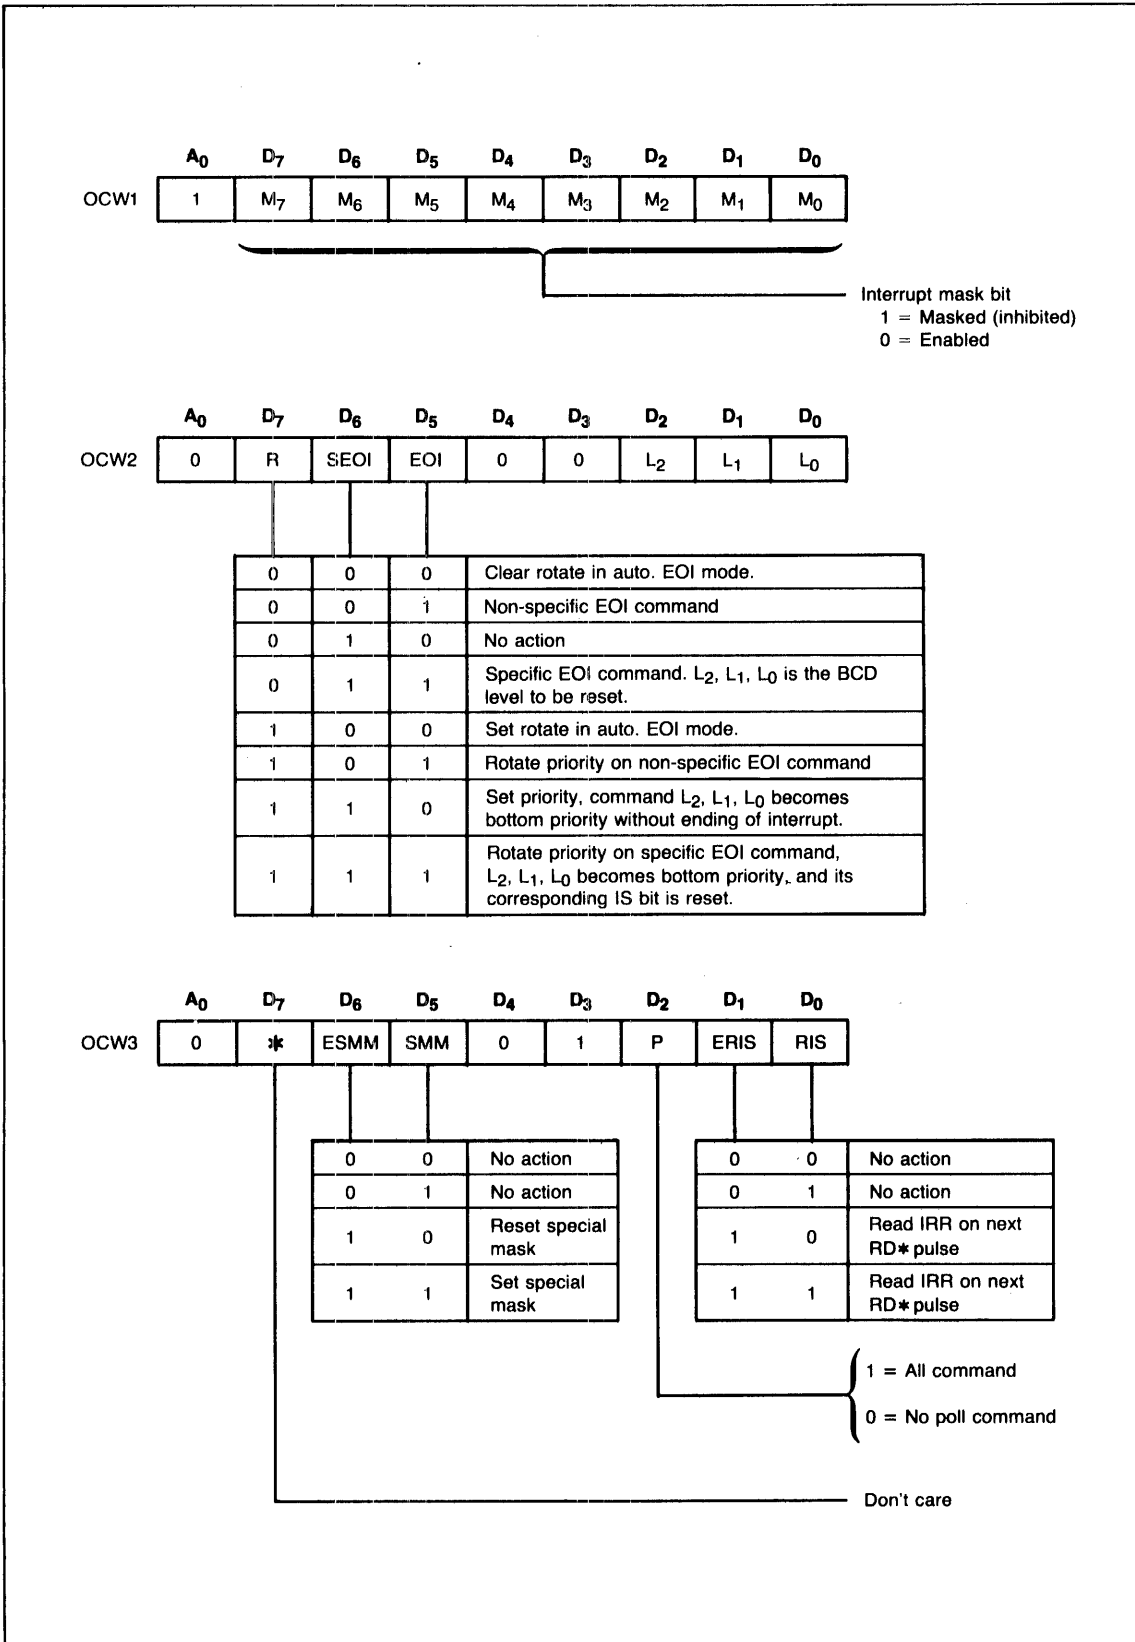 A0 D7 D6 D5 D4 D3 D2 D1 D0
OCW1 1 M7 M6 M5 M4 M3 M2 M1 M0
Interrupt mask bit
1 = Masked (inhibited)
0 = Enabled
A0 D7 D6 D5 D4 D3 D2 D1 D0
OCW2 0 R SEOI EOI 0 0 L2 L1 L0
0 0 0 Clear rotate in auto. EOI mode.
0 0 1 Non-specific EOI command
0 1 0 No action
0 1 1 Specific EOI command. L2, L1, L0 is the BCD
level to be reset.
1 0 0 Set rotate in auto. EOI mode.
1 0 1 Rotate priority on non-specific EOI command
1 1 0 Set priority, command L2, L1, L0 becomes
bottom priority without ending of interrupt.
1 1 1 Rotate priority on specific EOI command,
L2, L1, L0 becomes bottom priority, and its
corresponding IS bit is reset.
A0 D7 D6 D5 D4 D3 D2 D1 D0
OCW3 0 * ESMM SMM 0 1 P ERIS RIS
0 0 No action
0 1 No action
1 0 Reset special
mask
1 1 Set special
mask
0 0 No action
0 1 No action
1 0 Read IRR on next
RD* pulse
1 1 Read IRR on next
RD* pulse
1 = All command
0 = No poll command
Don't care